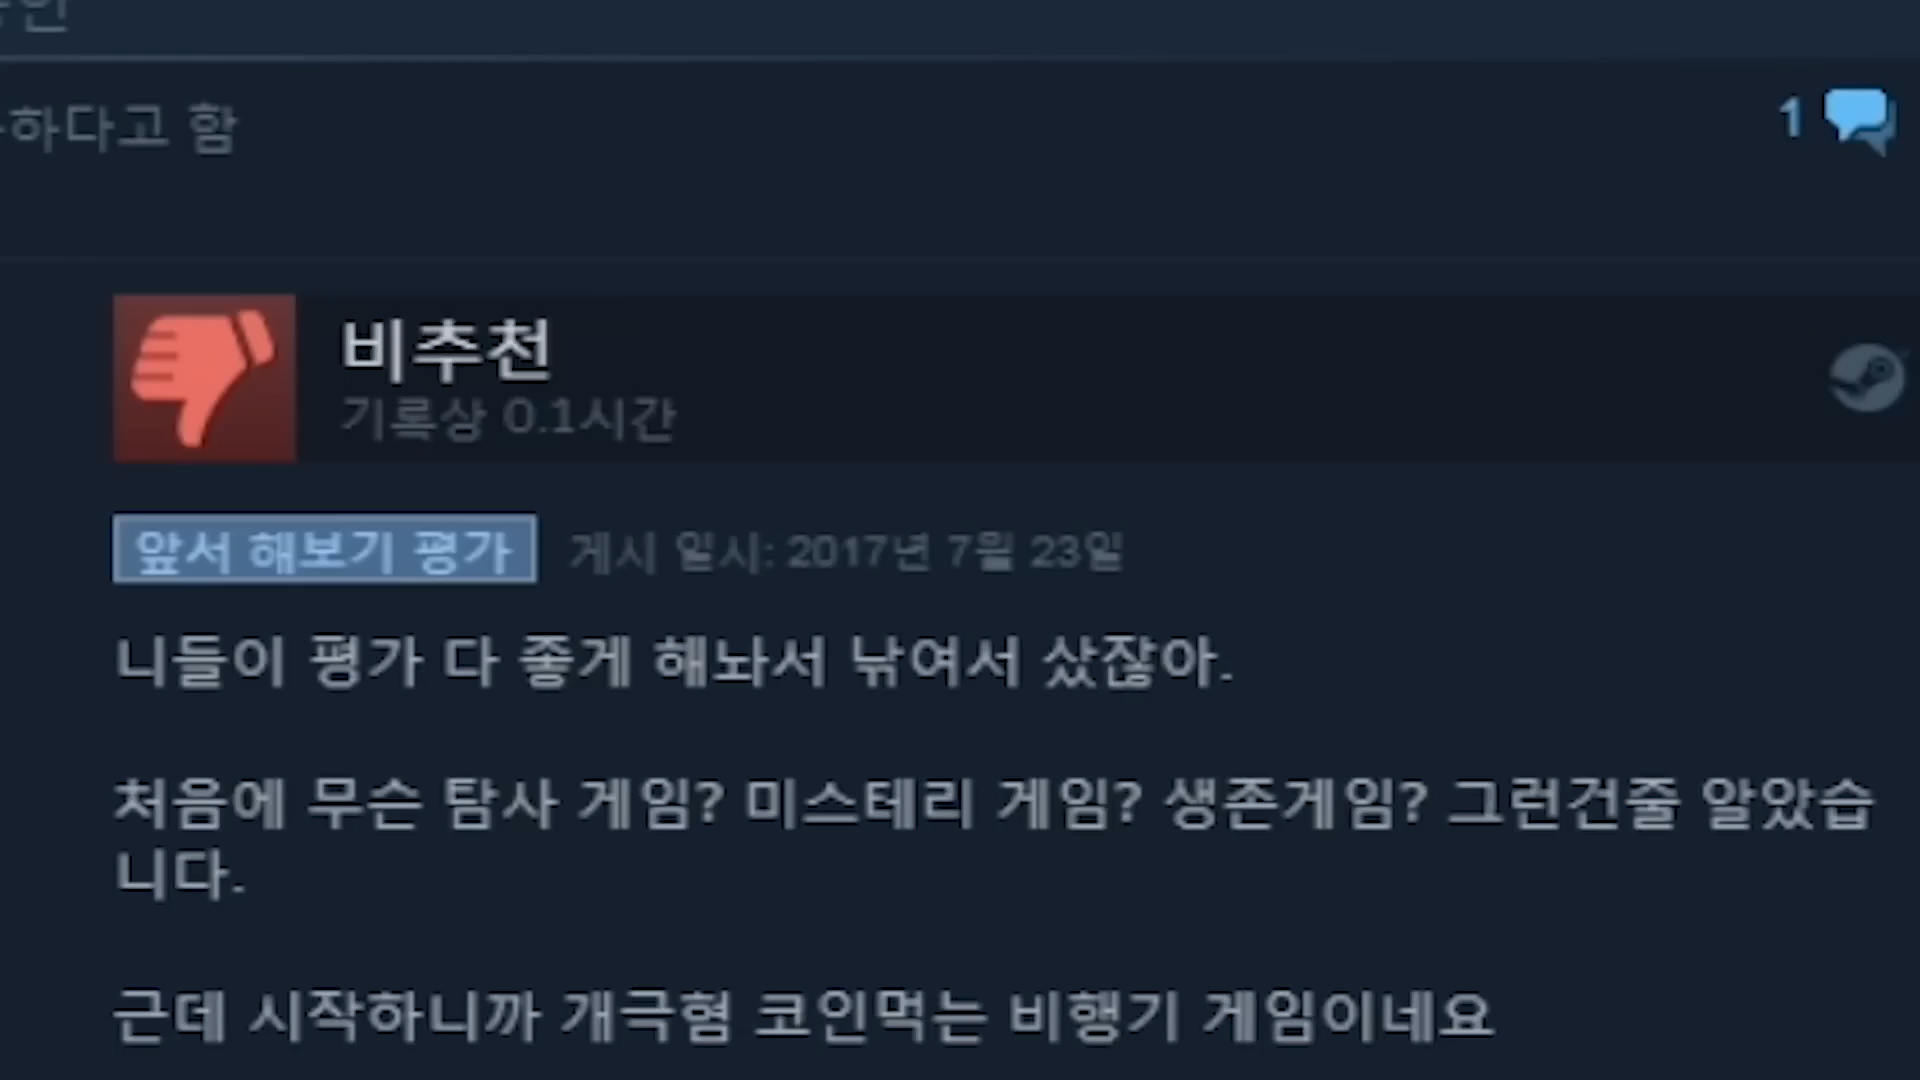 하다고 함
1
비추천
기록상 0.1시간
앞서 해보기 평가 게시 일시: 2017년 7월 23일
니들이 평가 다 좋게 해놔서 낚여서 샀잖아.
처음에 무슨 탐사 게임? 미스테리 게임? 생존게임? 그런건줄 알았습
니다.
근데 시작하니까 개극혐 코인먹는 비행기 게임이네요